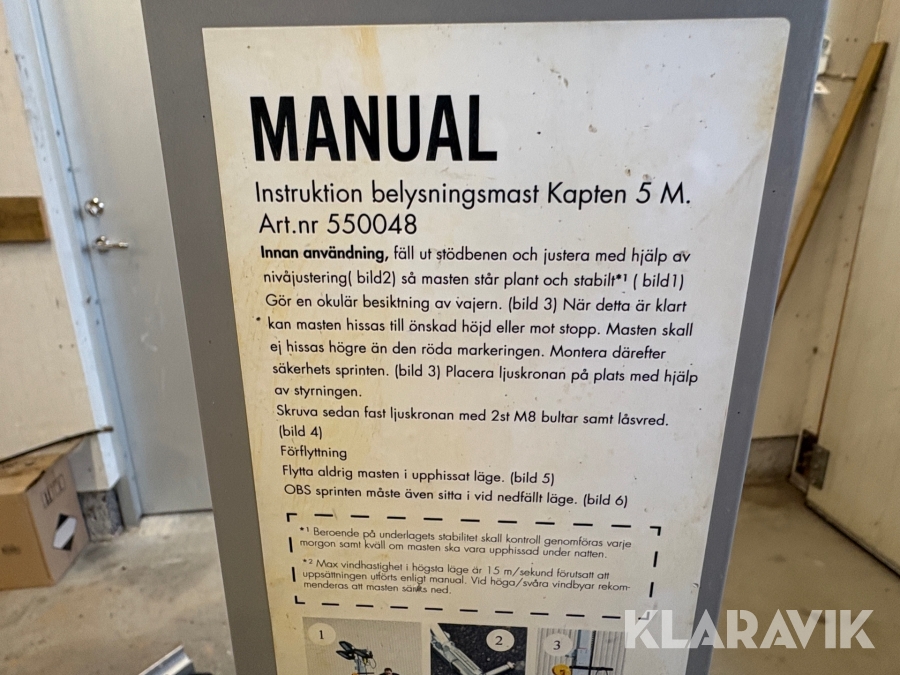 MANUAL
Instruktion belysningsmast Kapten 5 M.
Art.nr 550048
Innan användning, fäll ut stödbenen och justera med hjälp av
nivåjustering( bild2) så masten står plant och stabilt*¹ ( bild1)
Gör en okulär besiktning av vajern. (bild 3) När detta är klart
kan masten hissas till önskad höjd eller mot stopp. Masten skall
ej hissas högre än den röda markeringen. Montera därefter
säkerhets sprinten. (bild 3) Placera ljuskronan på plats med hjälp
av styrningen.
Skruva sedan fast ljuskronan med 2st M8 bultar samt låsvred.
(bild 4)
Förflyttning
Flytta aldrig masten i upphissat läge. (bild 5)
OBS sprinten måste även sitta i vid nedfällt läge. (bild 6)
*¹ Beroende på underlagets stabilitet skall kontroll genomföras varje
morgon samt kväll om masten ska vara upphissad under natten.
*² Max vindhastighet i högsta läge är 15 m/sekund förutsatt att
uppsättningen utförts enligt manual. Vid höga/svåra vindbyar rekom-
menderas att masten sänks ned.
1 2 3
2
KLARAVIK